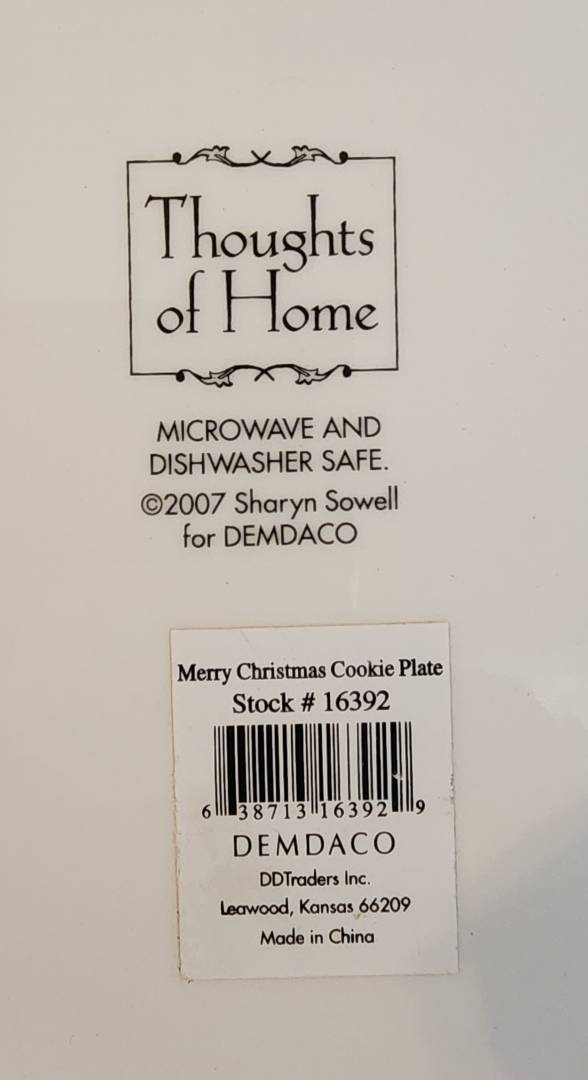 Thoughts
of Home
MICROWAVE AND
DISHWASHER SAFE.
©2007 Sharyn Sowell
for DEMDACO
Merry Christmas Cookie Plate
Stock # 16392
6 38713 16392 9
DEMDACO
DDTraders Inc.
Leawood, Kansas 66209
Made in China